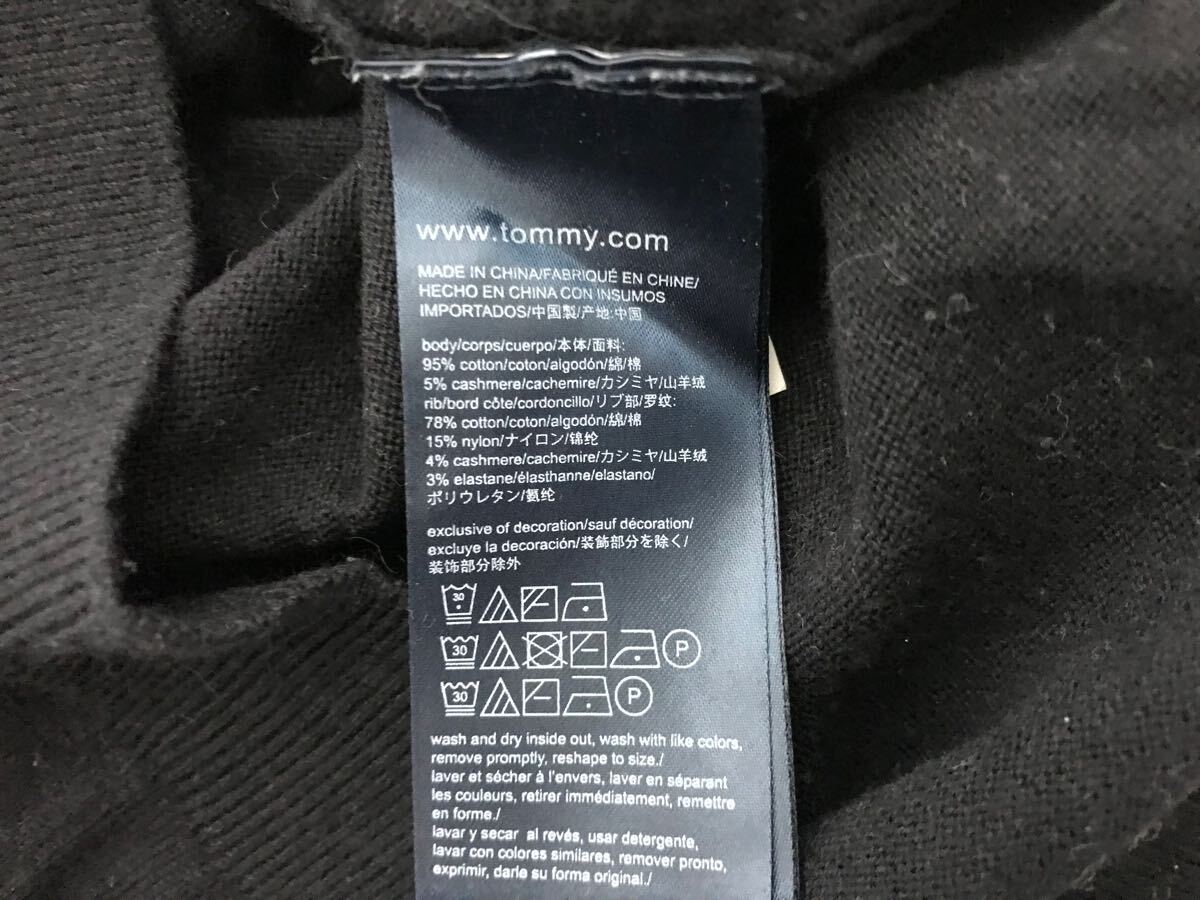 www.tommy.com
MADE IN CHINA/FABRIQUÉ EN CHINE/
HECHO EN CHINA CON INSUMOS
IMPORTADOS/中国製/产地:中国
body/corps/cuerpo/本体/面料:
95% cotton/coton/algodón/綿/棉
5% cashmere/cachemire/カシミヤ/山羊绒
rib/bord côte/cordoncillo/リブ部/罗纹:
78% cotton/coton/algodón/綿/棉
15% nylon/ナイロン/锦纶
4% cashmere/cachemire/カシミヤ/山羊绒
3% elastane/élasthanne/elastano/
ポリウレタン/氨纶
exclusive of decoration/sauf décoration/
excluye la decoración/装飾部分を除く/
装饰部分除外
30
30 P
30 P
wash and dry inside out, wash with like colors,
remove promptly, reshape to size./
laver et sécher à l'envers, laver en séparant
les couleurs, retirer immédiatement, remettre
en forme./
lavar y secar al revés, usar detergente,
lavar con colores similares, remover pronto,
exprimir, darle su forma original./